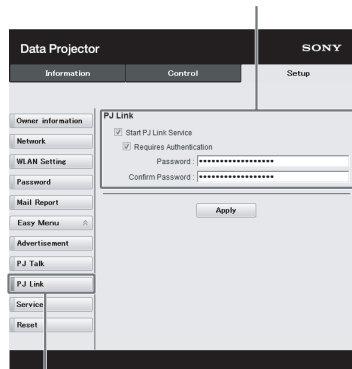 Data Projector
SONY
Information
Control
Setup
Owner information
Network
WLAN Setting
Password
Mail Report
Easy Menu
Advertisement
PJ Talk
PJ Link
Service
Reset
PJ Link
Start PJ Link Service
Requires Authentication
Password : ••••••••••••••••••
Confirm Password : ••••••••••••••••••
Apply